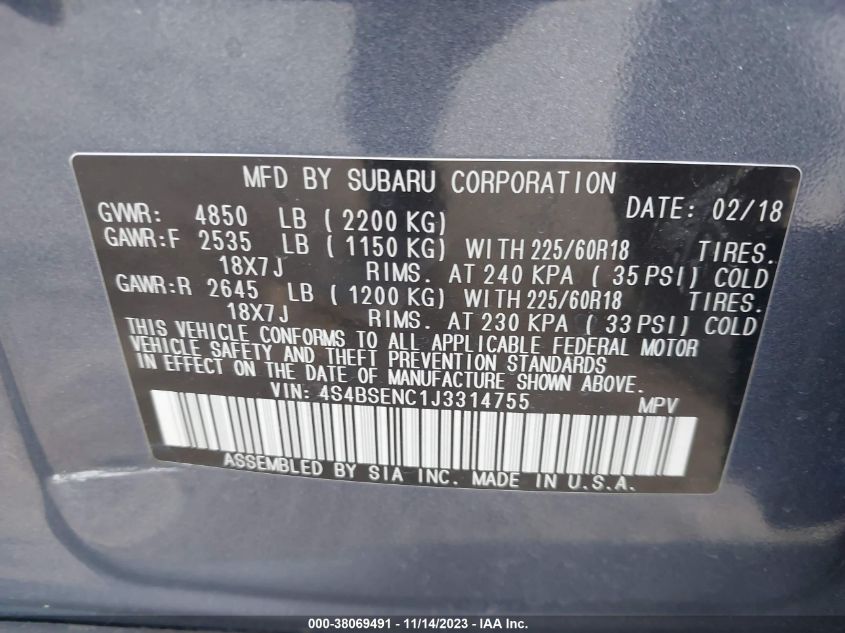 MFD BY SUBARU CORPORATION
DATE: 02/18
GVWR: 4850 LB ( 2200 KG)
GAWR:F 2535 LB ( 1150 KG) WITH 225/60R18 TIRES.
18X7J RIMS. AT 240 KPA ( 35 PSI) COLD
GAWR:R 2645 LB ( 1200 KG) WITH 225/60R18 TIRES.
18X7J RIMS. AT 230 KPA ( 33 PSI) COLD
THIS VEHICLE CONFORMS TO ALL APPLICABLE FEDERAL MOTOR
VEHICLE SAFETY AND THEFT PREVENTION STANDARDS
IN EFFECT ON THE DATE OF MANUFACTURE SHOWN ABOVE.
VIN: 4S4BSENC1J3314755 MPV
ASSEMBLED BY SIA INC. MADE IN U.S.A.
000-38069491 - 11/14/2023 - IAA Inc.